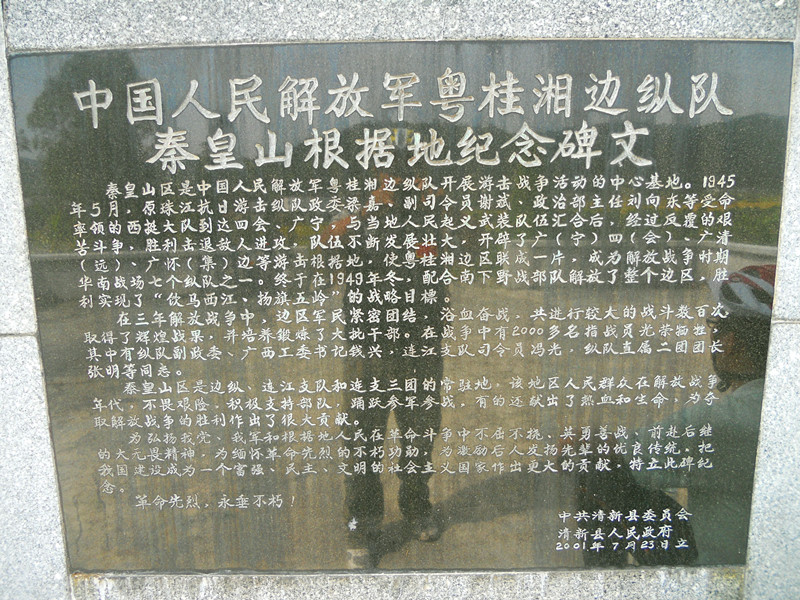 中国人民解放军粤桂湘边纵队
秦皇山根据地纪念碑文
秦皇山区是中国人民解放军粤桂湘边纵队开展游击战争活动的中心基地。1945
年5月，原珠江抗日游击纵队政委梁嘉、副司令员谢斌、政治部主任刘向东等受命
率领的西挺大队到达四会、广宁，与当地人民起义武装队伍汇合后，经过反覆的艰
苦斗争，胜利击退敌人进攻，队伍不断发展壮大，开辟了广（宁）四（会）、广清
（远）、广怀（集）边等游击根据地，使粤桂湘边区联成一片，成为解放战争时期
华南战场七个纵队之一。终于在1949年冬，配合南下野战部队解放了整个边区，胜
利实现了“饮马西江、扬旗五岭”的战略目标。
在三年解放战争中，边区军民紧密团结，浴血奋战，共进行较大的战斗数百次，
取得了辉煌战果，并培养锻炼了大批干部。在战争中有2000多名指战员光荣牺牲，
其中有纵队副政委、广西工委书记钱兴，连江支队司令员冯光，纵队直属二团团长
张明等同志。
秦皇山区是边纵、连江支队和连支三团的常驻地，该地区人民群众在解放战争
年代，不畏艰险，积极支持部队，踊跃参军参战，有的还献出了热血和生命，为夺
取解放战争的胜利作出了很大贡献。
为弘扬我党、我军和根据地人民在革命斗争中不屈不挠、英勇善战、前赴后继
的大无畏精神，为缅怀革命先烈的不朽功勋，为激励后人发扬先辈的优良传统，把
我国建设成为一个富强、民主、文明的社会主义国家作出更大的贡献，特立此碑纪
念。
革命先烈，永垂不朽！
中共清新县委员会
清新县人民政府
2001年7月23日立